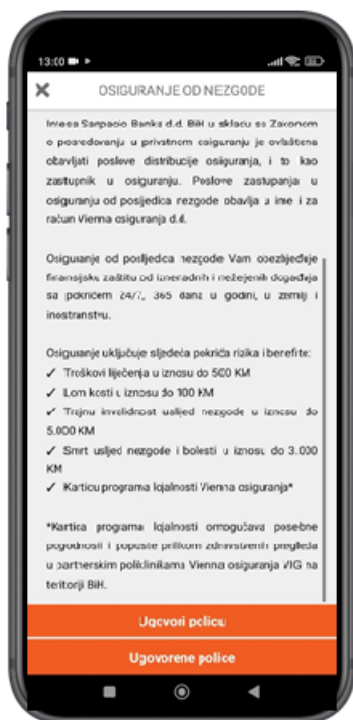 13:00
OSIGURANJE OD NEZGODE
Intesa Sanpaolo Banka d.d. BiH u skladu sa Zakonom
o posredovanju u privatnom osiguranju je ovlaštena
obavljati poslove distribucije osiguranja, i to kao
zastupnik u osiguranju. Poslove zastupanja u
osiguranju od posljedica nezgode obavlja u ime i za
račun Vienna osiguranja d.d.
Osiguranje od posljedica nezgode Vam obezbjeđuje
finansijsku zaštitu od iznenadnih i neželjenih događaja
sa pokrićem 24/7, 365 dana u godini, u zemlji i
inostranstvu.
Osiguranje uključuje sljedeća pokrića rizika i benefite:
✓ Troškovi liječenja u iznosu do 500 KM
✓ Lom kosti u iznosu do 100 KM
✓ Trajnu invalidnost usljed nezgode u iznosu do
5.000 KM
✓ Smrt usljed nezgode i bolesti u iznosu do 3.000
KM
✓ Karticu programa lojalnosti Vienna osiguranja*
*Kartica programa lojalnosti omogućava posebne
pogodnosti i popuste prilikom zdravstvenih pregleda
u partnerskim poliklinikama Vienna osiguranja VIG na
teritoriji BiH.
Ugovori policu
Ugovorene police